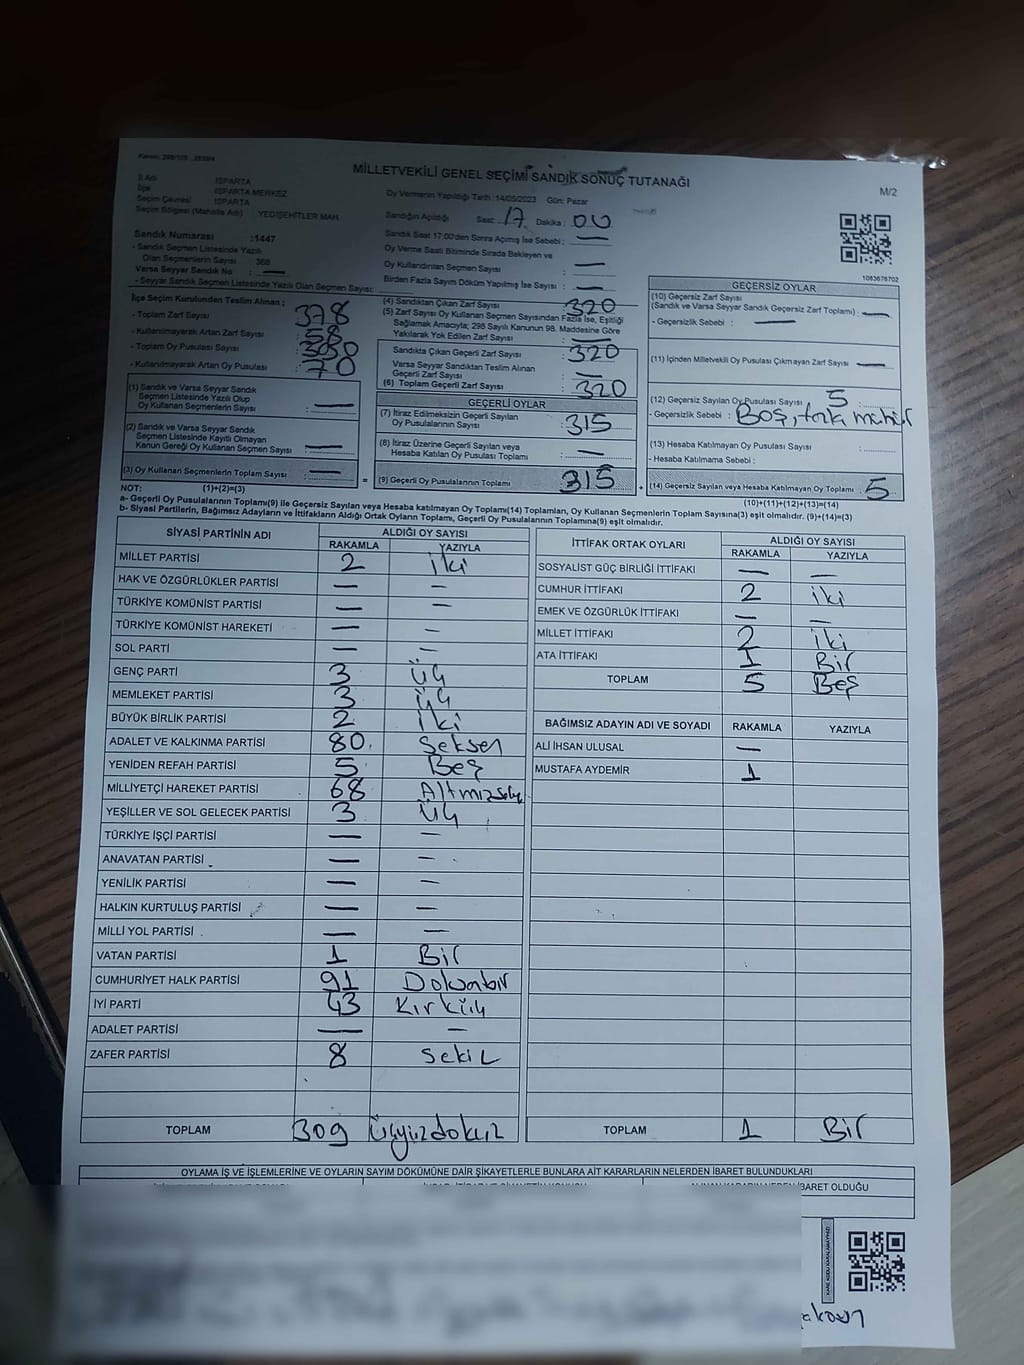 MİLLETVEKİLİ GENEL SEÇİMİ SANDIK SONUÇ TUTANAĞI
M/2
İl Adı : ISPARTA
İlçe : ISPARTA MERKEZ
Seçim Çevresi : ISPARTA
Seçim Bölgesi (Mahalle Adı) : YEDİŞEHİTLER MAH.
Oy Vermenin Yapıldığı Tarih : 14/05/2023 Gün: Pazar
Sandığın Açıldığı Saat : 17 Dakika : 00
Sandık Saat 17:00'den Sonra Açılmış İse Sebebi : —
Oy Verme Saati Bitiminde Sırada Bekleyen ve
Oy Kullandırılan Seçmen Sayısı : —
Birden Fazla Sayım Döküm Yapılmış İse Sayısı : —
Sandık Numarası : 1447
- Sandık Seçmen Listesinde Yazılı
Olan Seçmenlerin Sayısı : 368
Varsa Seyyar Sandık No : —
- Seyyar Sandık Seçmen Listesinde Yazılı Olan Seçmen Sayısı:
1083676702
İlçe Seçim Kurulundan Teslim Alınan ;
- Toplam Zarf Sayısı : 378
- Kullanılmayarak Artan Zarf Sayısı : 58
- Toplam Oy Pusulası Sayısı :
- Kullanılmayarak Artan Oy Pusulası : 70
(1) Sandık ve Varsa Seyyar Sandık
Seçmen Listesinde Yazılı Olup
Oy Kullanan Seçmenlerin Sayısı : —
(2) Sandık ve Varsa Seyyar Sandık
Seçmen Listesinde Kayıtlı Olmayan
Kanun Gereği Oy Kullanan Seçmen Sayısı : —
(3) Oy Kullanan Seçmenlerin Toplam Sayısı : —
(4) Sandıktan Çıkan Zarf Sayısı : 320
(5) Zarf Sayısı Oy Kullanan Seçmen Sayısından Fazla İse, Eşitliği
Sağlamak Amacıyla; 298 Sayılı Kanunun 98. Maddesine Göre
Yakılarak Yok Edilen Zarf Sayısı : —
Sandıkta Çıkan Geçerli Zarf Sayısı : 320
Varsa Seyyar Sandıktan Teslim Alınan
Geçerli Zarf Sayısı : —
(6) Toplam Geçerli Zarf Sayısı : 320
GEÇERLİ OYLAR
(7) İtiraz Edilmeksizin Geçerli Sayılan
Oy Pusulalarının Sayısı : 315
(8) İtiraz Üzerine Geçerli Sayılan veya
Hesaba Katılan Oy Pusulası Toplamı : —
= (9) Geçerli Oy Pusulalarının Toplamı : 315 +
GEÇERSİZ OYLAR
(10) Geçersiz Zarf Sayısı
(Sandık ve Varsa Seyyar Sandık Geçersiz Zarf Toplamı) : —
- Geçersizlik Sebebi : —
(11) İçinden Milletvekili Oy Pusulası Çıkmayan Zarf Sayısı : —
(12) Geçersiz Sayılan Oy Pusulası Sayısı : 5
- Geçersizlik Sebebi : Boş,
(13) Hesaba Katılmayan Oy Pusulası Sayısı :
- Hesaba Katılmama Sebebi :
(14) Geçersiz Sayılan veya Hesaba Katılmayan Oy Toplamı : 5
NOT: (1)+(2)=(3)
(10)+(11)+(12)+(13)=(14)
a- Geçerli Oy Pusulalarının Toplamı(9) ile Geçersiz Sayılan veya Hesaba katılmayan Oy Toplamı(14) Toplamları, Oy Kullanan Seçmenlerin Toplam Sayısına(3) eşit olmalıdır. (9)+(14)=(3)
b- Siyasi Partilerin, Bağımsız Adayların ve İttifakların Aldığı Ortak Oyların Toplamı, Geçerli Oy Pusulalarının Toplamına(9) eşit olmalıdır.
SİYASİ PARTİNİN ADI ALDIĞI OY SAYISI
RAKAMLA YAZIYLA
MİLLET PARTİSİ 2 iki
HAK VE ÖZGÜRLÜKLER PARTİSİ — —
TÜRKİYE KOMÜNİST PARTİSİ — —
TÜRKİYE KOMÜNİST HAREKETİ — —
SOL PARTİ — —
GENÇ PARTİ 3 üç
MEMLEKET PARTİSİ 3 üç
BÜYÜK BİRLİK PARTİSİ 2 iki
ADALET VE KALKINMA PARTİSİ 80 Seksen
YENİDEN REFAH PARTİSİ 5 Beş
MİLLİYETÇİ HAREKET PARTİSİ 68
YEŞİLLER VE SOL GELECEK PARTİSİ 3 Üç
TÜRKİYE İŞÇİ PARTİSİ — —
ANAVATAN PARTİSİ — —
YENİLİK PARTİSİ — —
HALKIN KURTULUŞ PARTİSİ — —
MİLLİ YOL PARTİSİ — —
VATAN PARTİSİ 1 Bir
CUMHURİYET HALK PARTİSİ 91 Doksanbir
İYİ PARTİ 43 Kırküç
ADALET PARTİSİ — —
ZAFER PARTİSİ 8 Sekiz
TOPLAM 309 üçyüzdokuz
İTTİFAK ORTAK OYLARI ALDIĞI OY SAYISI
RAKAMLA YAZIYLA
SOSYALİST GÜÇ BİRLİĞİ İTTİFAKI — —
CUMHUR İTTİFAKI 2 iki
EMEK VE ÖZGÜRLÜK İTTİFAKI — —
MİLLET İTTİFAKI 2 iki
ATA İTTİFAKI 1 Bir
TOPLAM 5 Beş
BAĞIMSIZ ADAYIN ADI VE SOYADI RAKAMLA YAZIYLA
ALİ İHSAN ULUSAL —
MUSTAFA AYDEMİR 1
TOPLAM 1 Bir
OYLAMA İŞ VE İŞLEMLERİNE VE OYLARIN SAYIM DÖKÜMÜNE DAİR ŞİKAYETLERLE BUNLARA AİT KARARLARIN NELERDEN İBARET BULUNDUKLARI
İBARET OLDUĞU